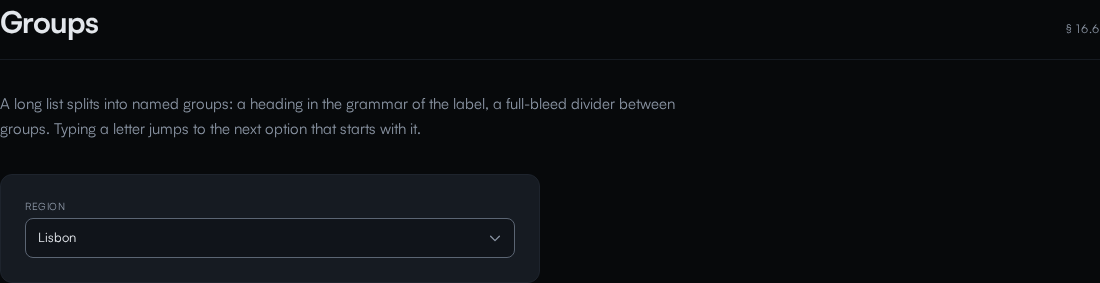 Groups
§ 16.6
A long list splits into named groups: a heading in the grammar of the label, a full-bleed divider between
groups. Typing a letter jumps to the next option that starts with it.
REGION
Lisbon